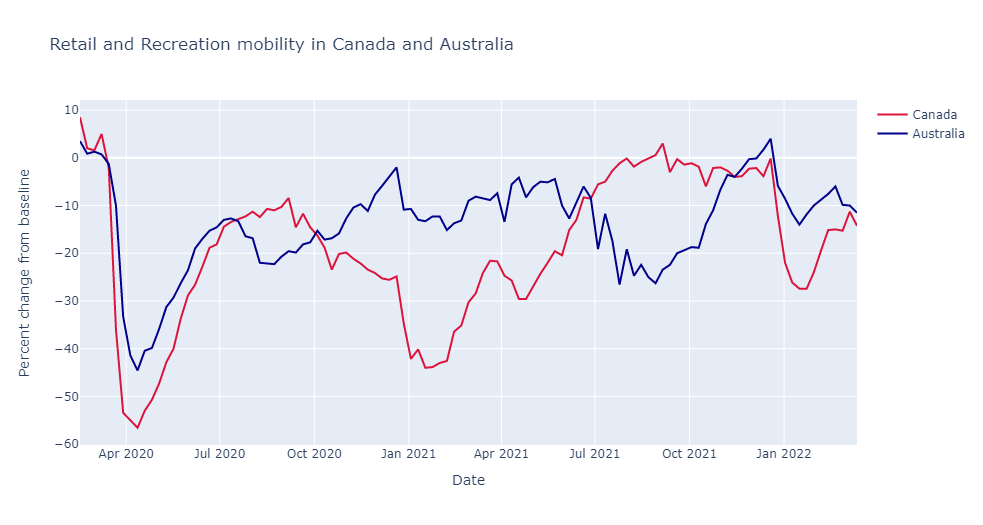 Retail and Recreation mobility in Canada and Australia
Canada
Australia
Percent change from baseline
10
0
−10
−20
−30
−40
−50
−60
Apr 2020
Jul 2020
Oct 2020
Jan 2021
Apr 2021
Jul 2021
Oct 2021
Jan 2022
Date